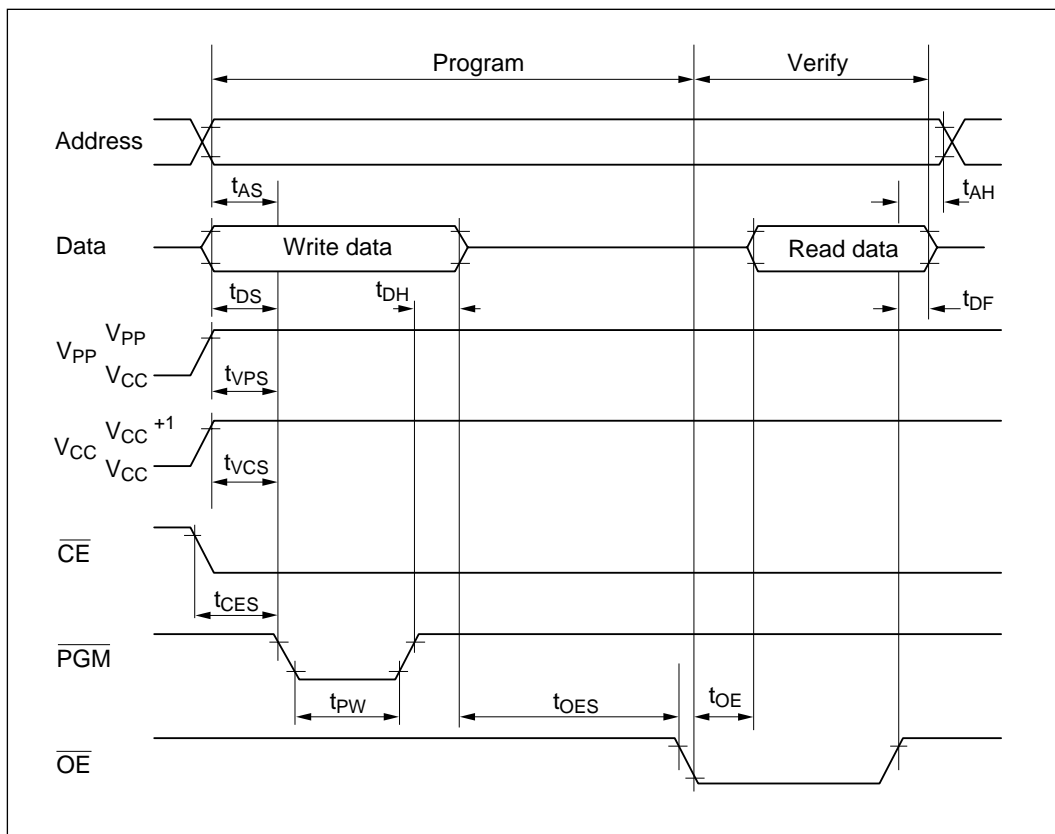 Program
Verify
Address
tAS
tAH
Data
Write data
Read data
tDS
tDH
tDF
VPP
VPP
VCC
tVPS
VCC
VCC +1
VCC
tVCS
CE
tCES
PGM
tPW
tOES
tOE
OE